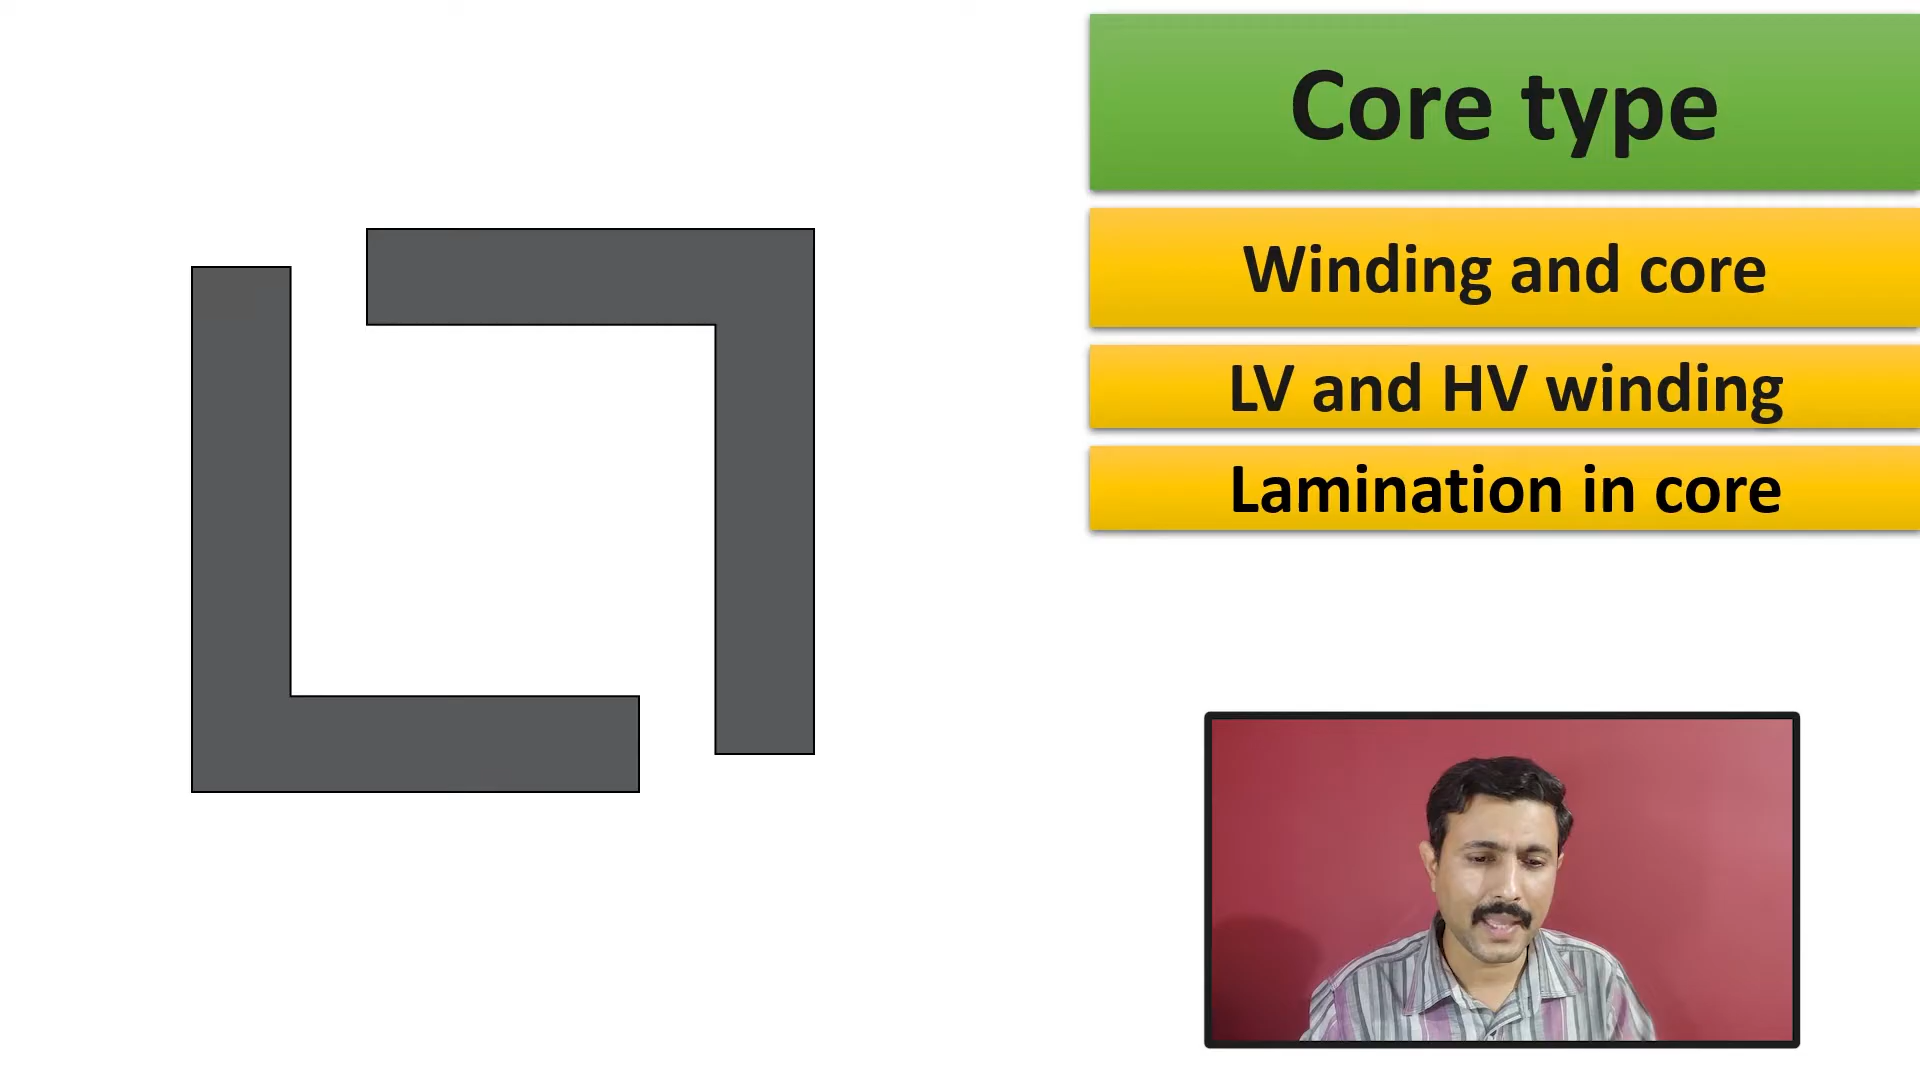 Core type
Winding and core
LV and HV winding
Lamination in core